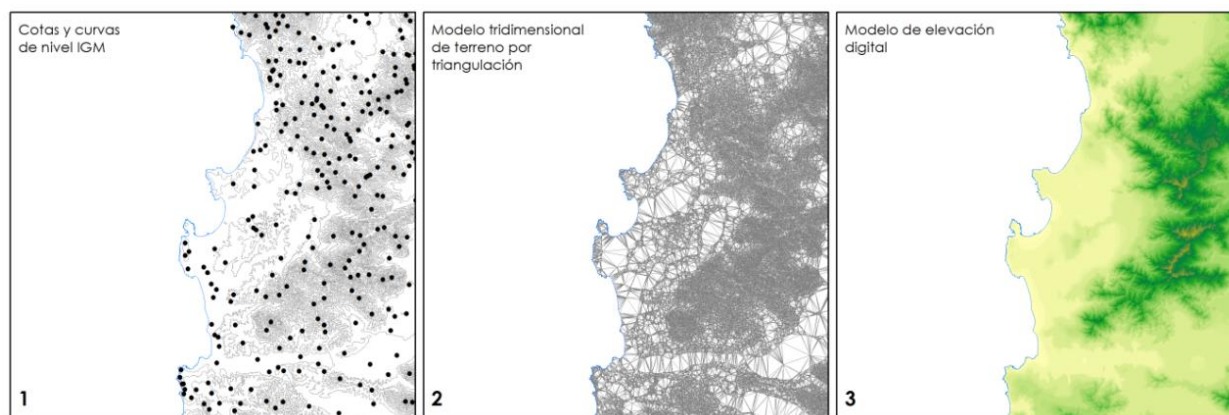 Cotas y curvas
de nivel IGM
1
Modelo tridimensional
de terreno por
triangulación
2
Modelo de elevación
digital
3